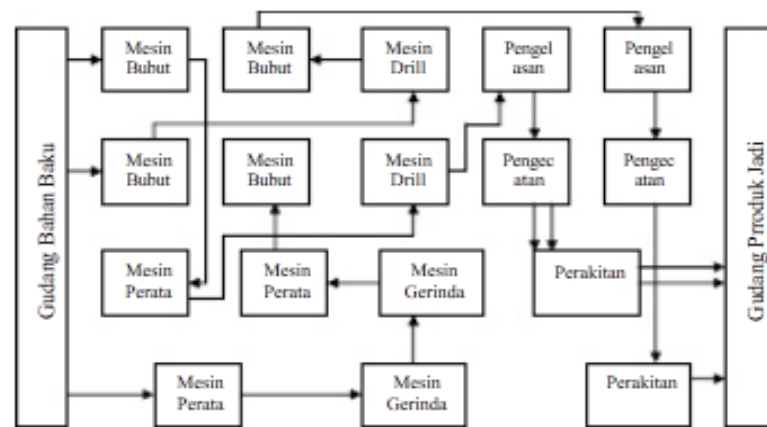 Gudang Bahan Baku
Mesin
Bubut
Mesin
Bubut
Mesin
Drill
Pengel
asan
Pengel
asan
Mesin
Bubut
Mesin
Bubut
Mesin
Drill
Pengec
atan
Pengec
atan
Mesin
Perata
Mesin
Perata
Mesin
Gerinda
Perakitan
Mesin
Perata
Mesin
Gerinda
Perakitan
Gudang Prroduk Jadi